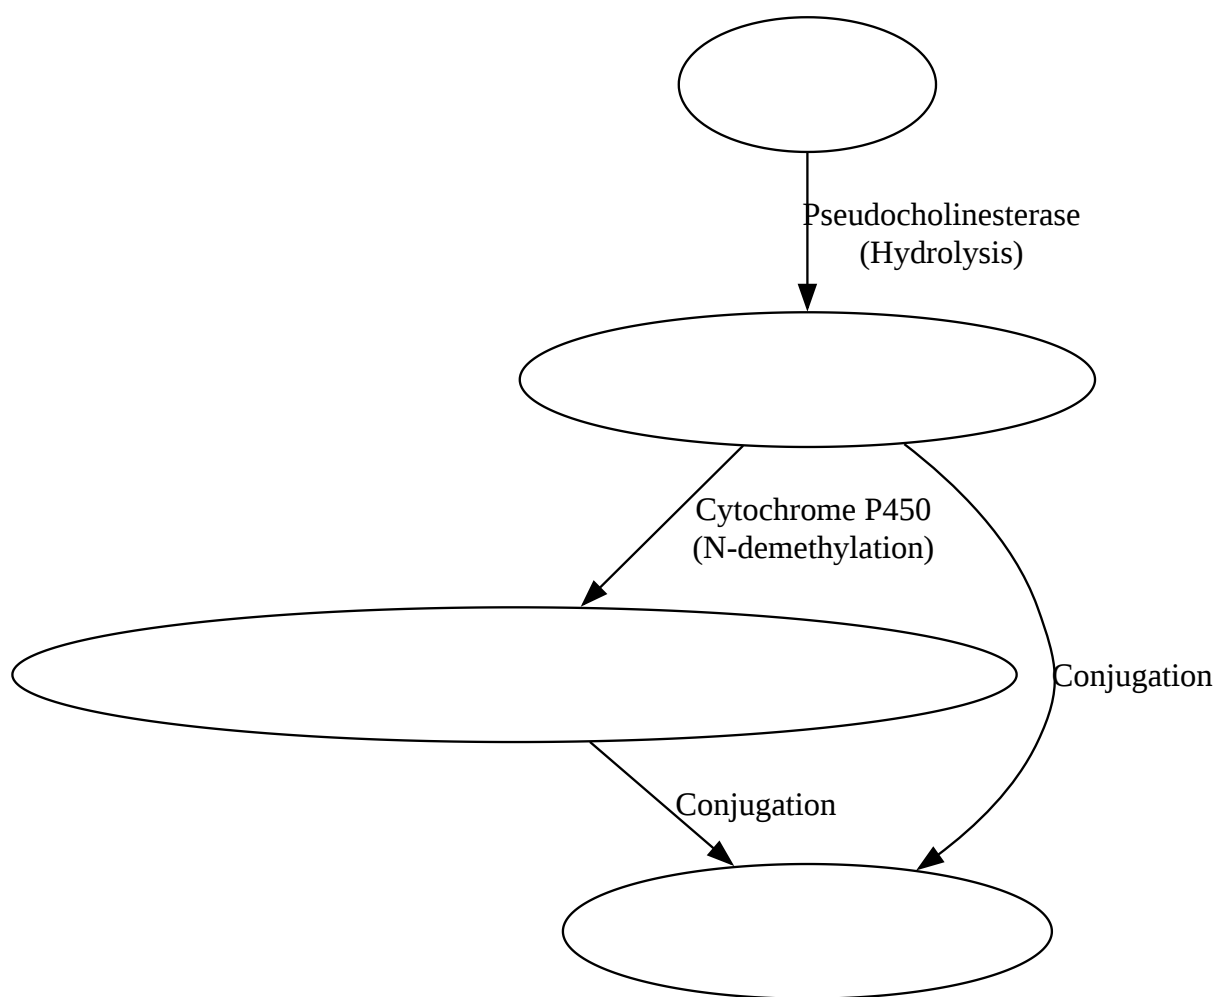 Pseudocholinesterase
(Hydrolysis)
Cytochrome P450
(N-demethylation)
Conjugation
Conjugation